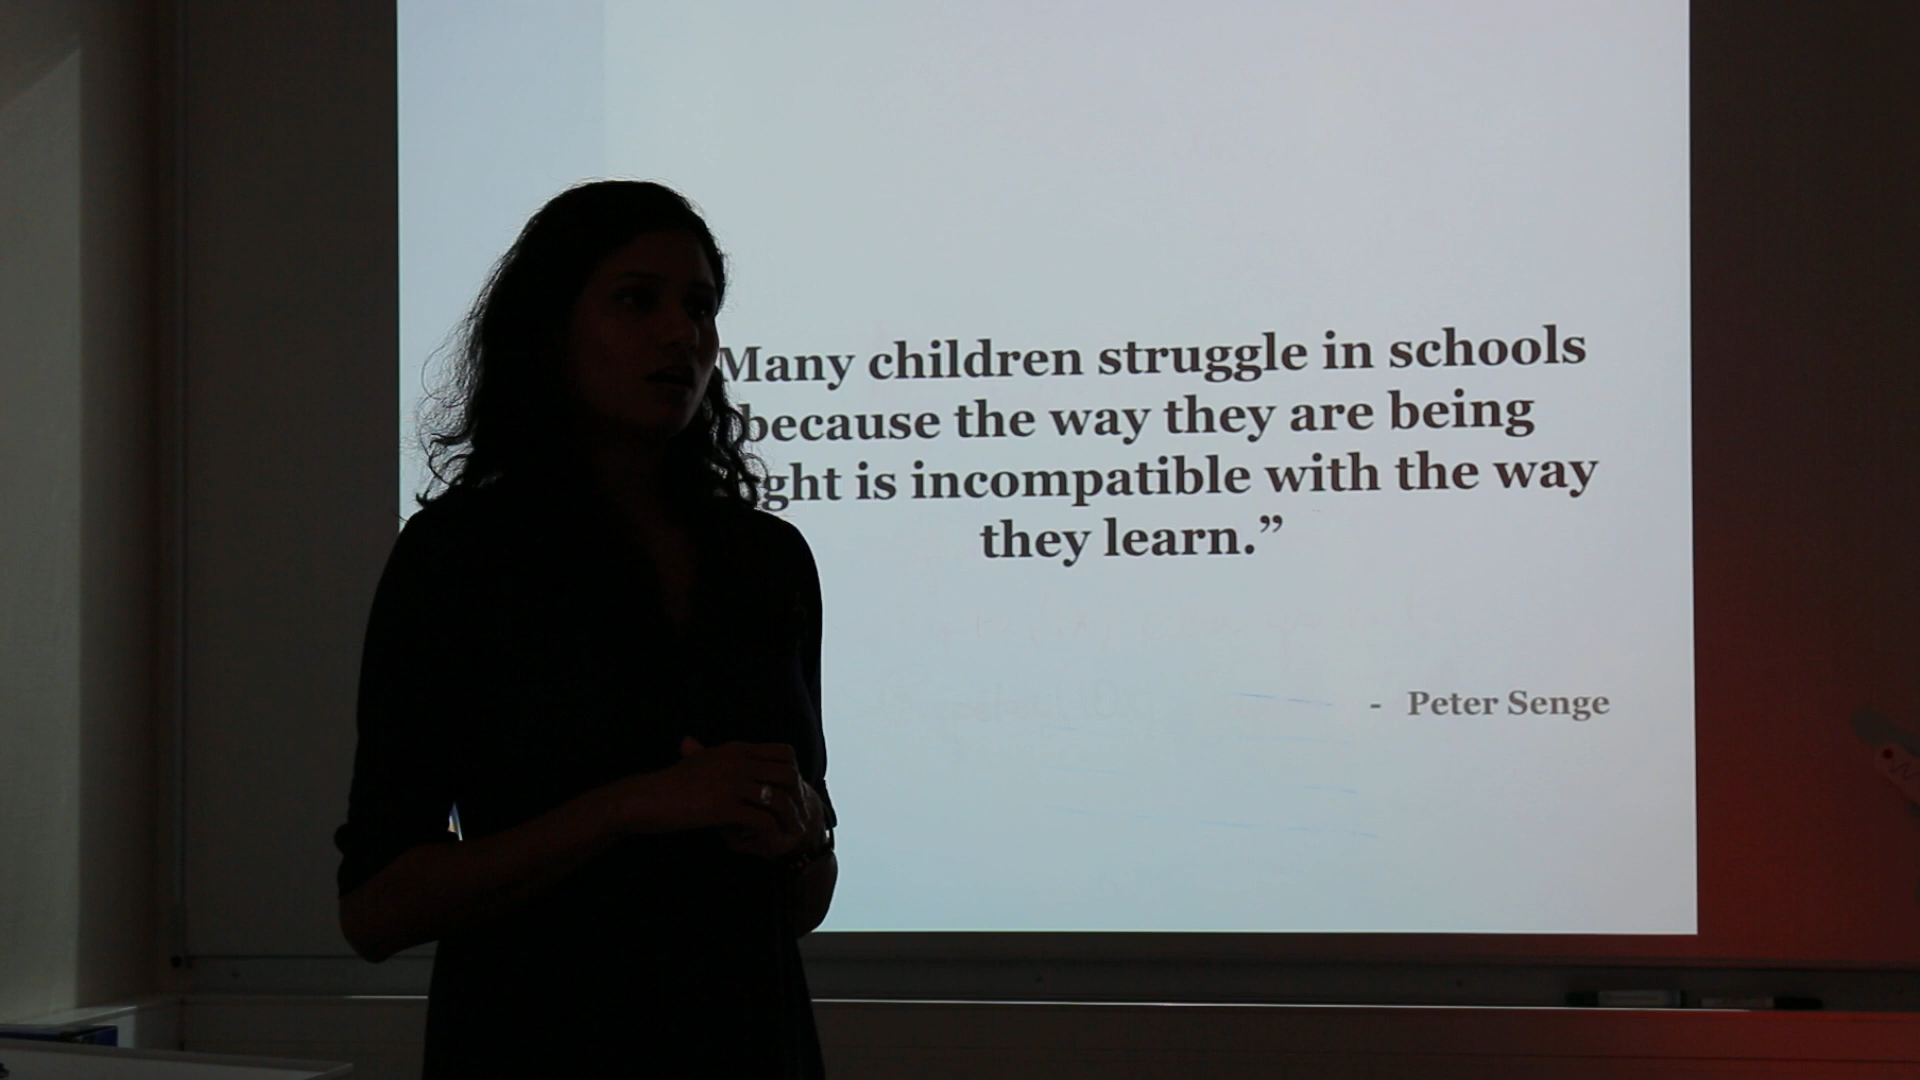 Many children struggle in schools
because the way they are being
ght is incompatible with the way
they learn.”
- Peter Senge